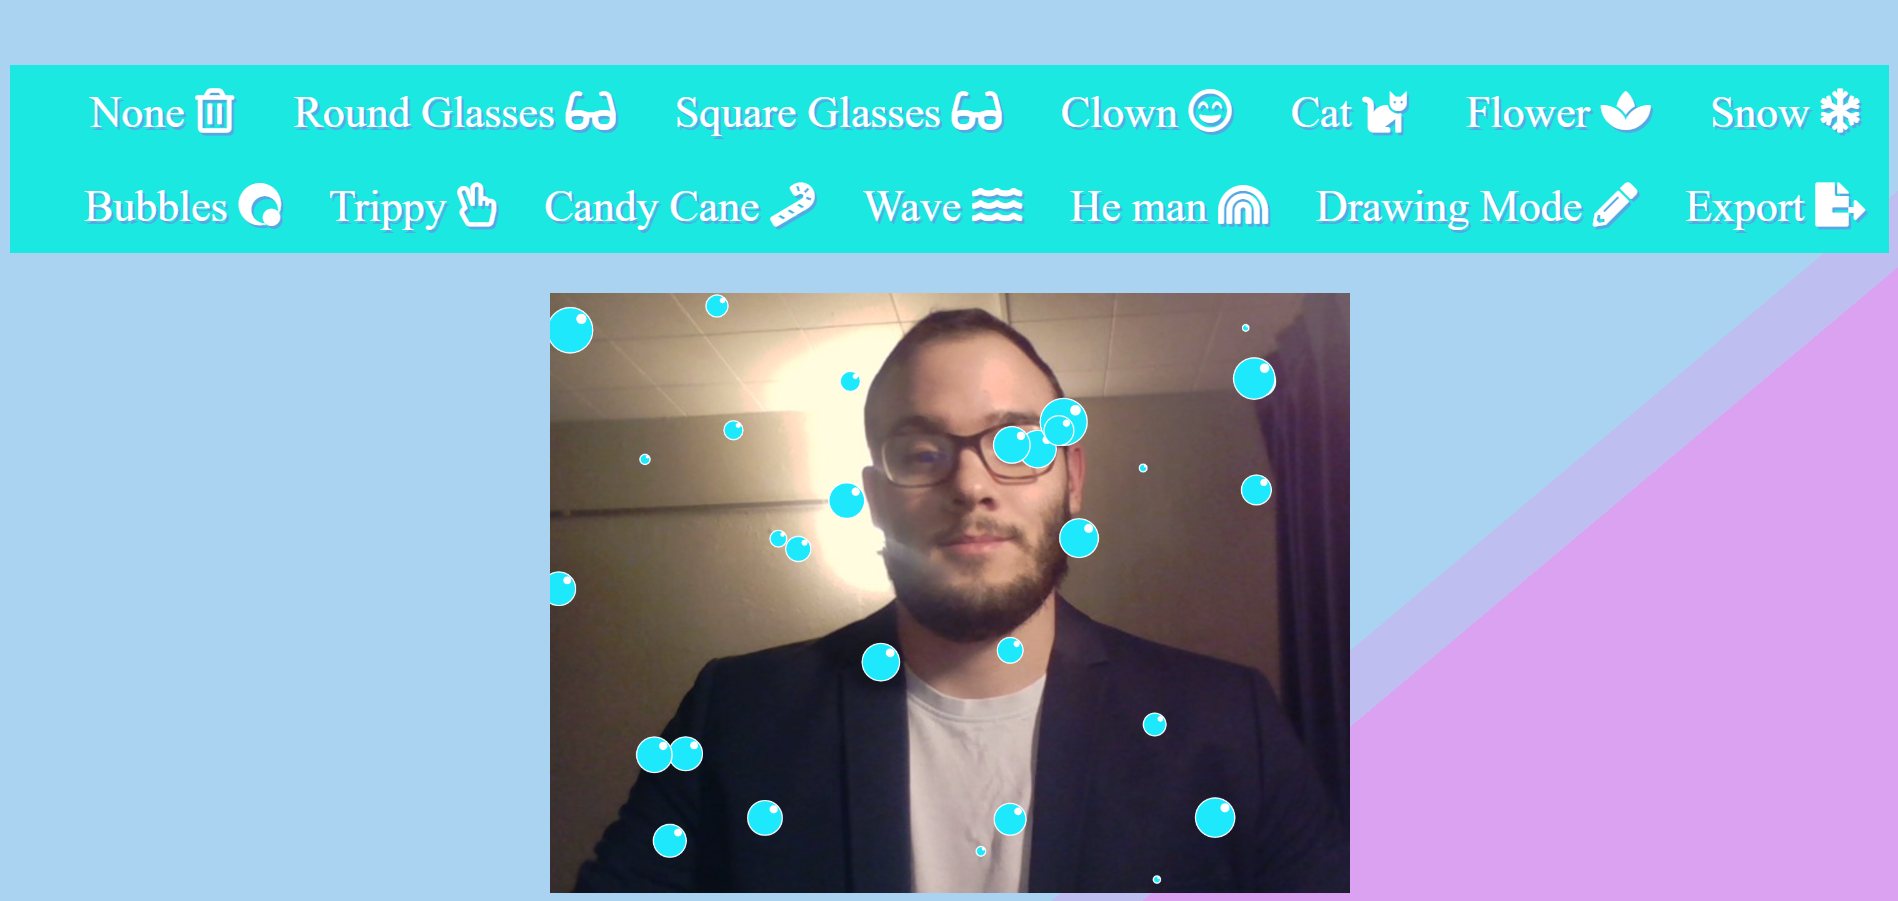 None Round Glasses Square Glasses Clown Cat Flower Snow
Bubbles Trippy Candy Cane Wave He man Drawing Mode Export